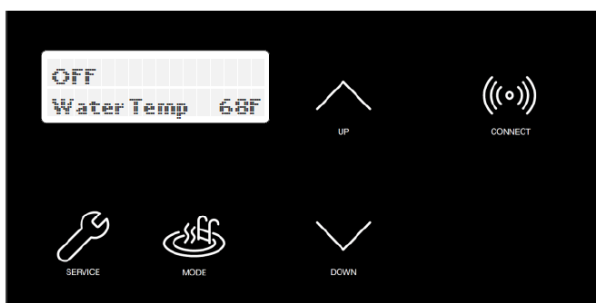 OFF
Water Temp 68F
UP
CONNECT
SERVICE
MODE
DOWN